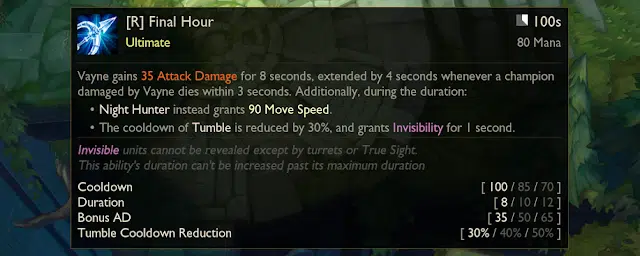 [R] Final Hour 100s
Ultimate 80 Mana
Vayne gains 35 Attack Damage for 8 seconds, extended by 4 seconds whenever a champion
damaged by Vayne dies within 3 seconds. Additionally, during the duration:
• Night Hunter instead grants 90 Move Speed.
• The cooldown of Tumble is reduced by 30%, and grants Invisibility for 1 second.
Invisible units cannot be revealed except by turrets or True Sight.
This ability's duration can't be increased past its maximum duration
Cooldown [ 100 / 85 / 70 ]
Duration [ 8 / 10 / 12 ]
Bonus AD [ 35 / 50 / 65 ]
Tumble Cooldown Reduction [ 30% / 40% / 50% ]